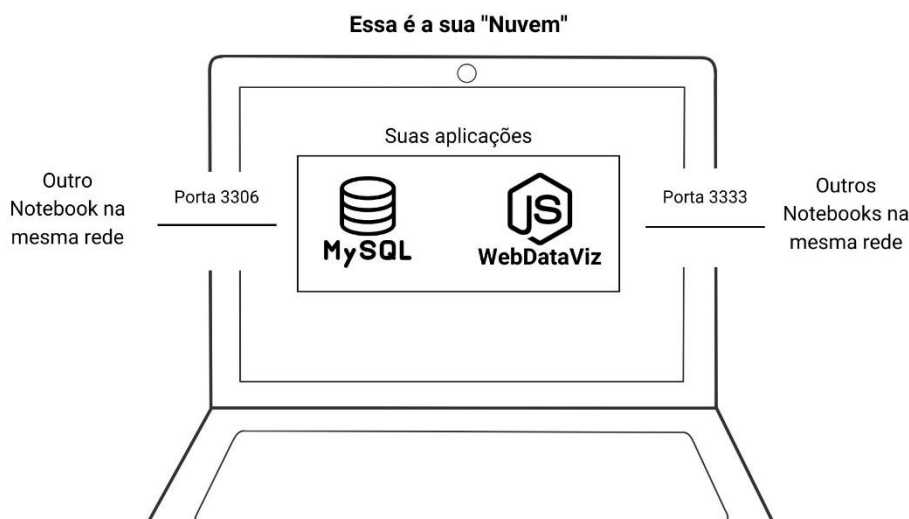 Essa é a sua "Nuvem"
Suas aplicações
Outro
Notebook na
mesma rede
Porta 3306
MySQL
JS
WebDataViz
Porta 3333
Outros
Notebooks na
mesma rede